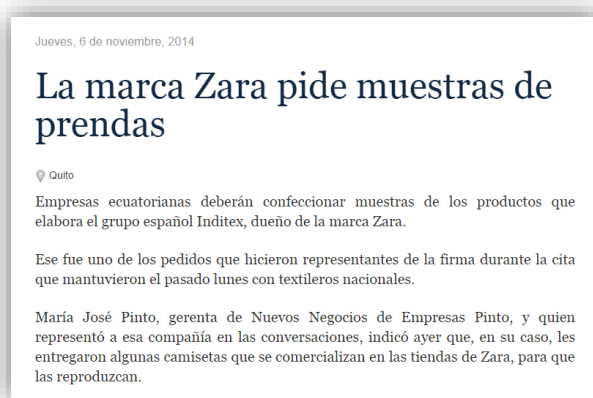 Jueves, 6 de noviembre, 2014
La marca Zara pide muestras de
prendas
Quito
Empresas ecuatorianas deberán confeccionar muestras de los productos que
elabora el grupo español Inditex, dueño de la marca Zara.
Ese fue uno de los pedidos que hicieron representantes de la firma durante la cita
que mantuvieron el pasado lunes con textileros nacionales.
María José Pinto, gerenta de Nuevos Negocios de Empresas Pinto, y quien
representó a esa compañía en las conversaciones, indicó ayer que, en su caso, les
entregaron algunas camisetas que se comercializan en las tiendas de Zara, para que
las reproduzcan.